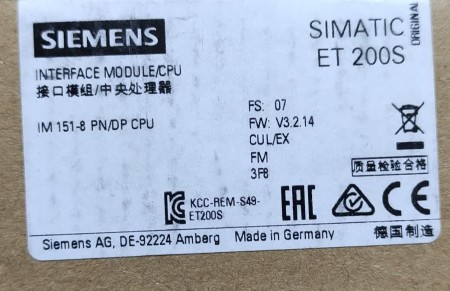 SIEMENS
SIMATIC
ET 200S
ORIGINAL
INTERFACE MODULE/CPU
接口模组/中央处理器
IM 151-8 PN/DP CPU
FS: 07
FW: V3.2.14
CUL/EX
FM
3F8
质量检验合格
KCC-REM-S49-
ET200S
EAC
CE
Siemens AG, DE-92224 Amberg Made in Germany
德国制造